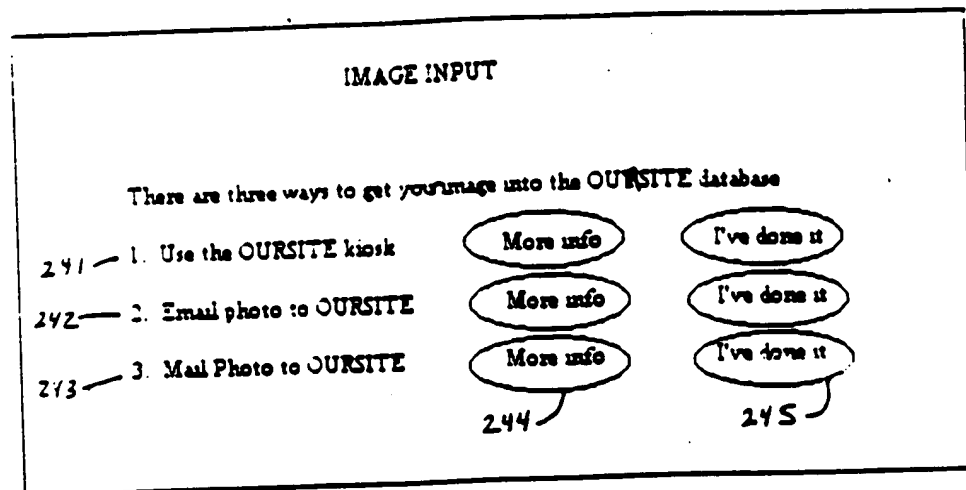 IMAGE INPUT
There are three ways to get your image into the OURSITE database
241 1. Use the OURSITE kiosk More info I've done it
242 2. Email photo to OURSITE More info I've done it
243 3. Mail Photo to OURSITE More info I've done it
244 245